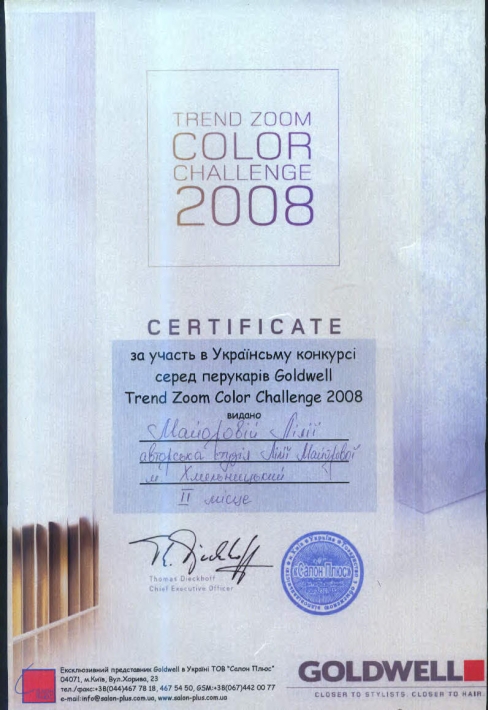 TREND ZOOM
COLOR
CHALLENGE
2008
CERTIFICATE
за участь в Українсьму конкурсі
серед перукарів Goldwell
Trend Zoom Color Challenge 2008
видано
Майоровій Лілії
авторська студія Лілії Майорової
м Хмельницький
II місце
Thomas Dieckhoff
Chief Executive Officer
«Салон Плюс»
Ексклюзивний представник Goldwell в Україні ТОВ "Салон Плюс"
04071, м.Київ, Вул.Хорива, 23
тел./факс:+38(044)467 78 18, 467 54 50, GSM:+38(067)442 00 77
e-mail:info@salon-plus.com.ua, www.salon-plus.com.ua
GOLDWELL
CLOSER TO STYLISTS. CLOSER TO HAIR.